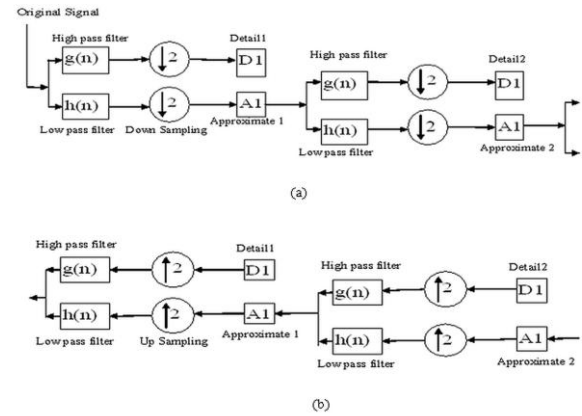 Original Signal
High pass filter
g(n)
2
Detail1
D1
h(n)
2
A1
Low pass filter
Down Sampling
Approximate 1
High pass filter
g(n)
2
Detail2
D1
h(n)
2
A1
Low pass filter
Approximate 2
(a)
High pass filter
g(n)
2
Detail1
D1
h(n)
2
A1
Low pass filter
Up Sampling
Approximate 1
High pass filter
g(n)
2
Detail2
D1
h(n)
2
A1
Low pass filter
Approximate 2
(b)